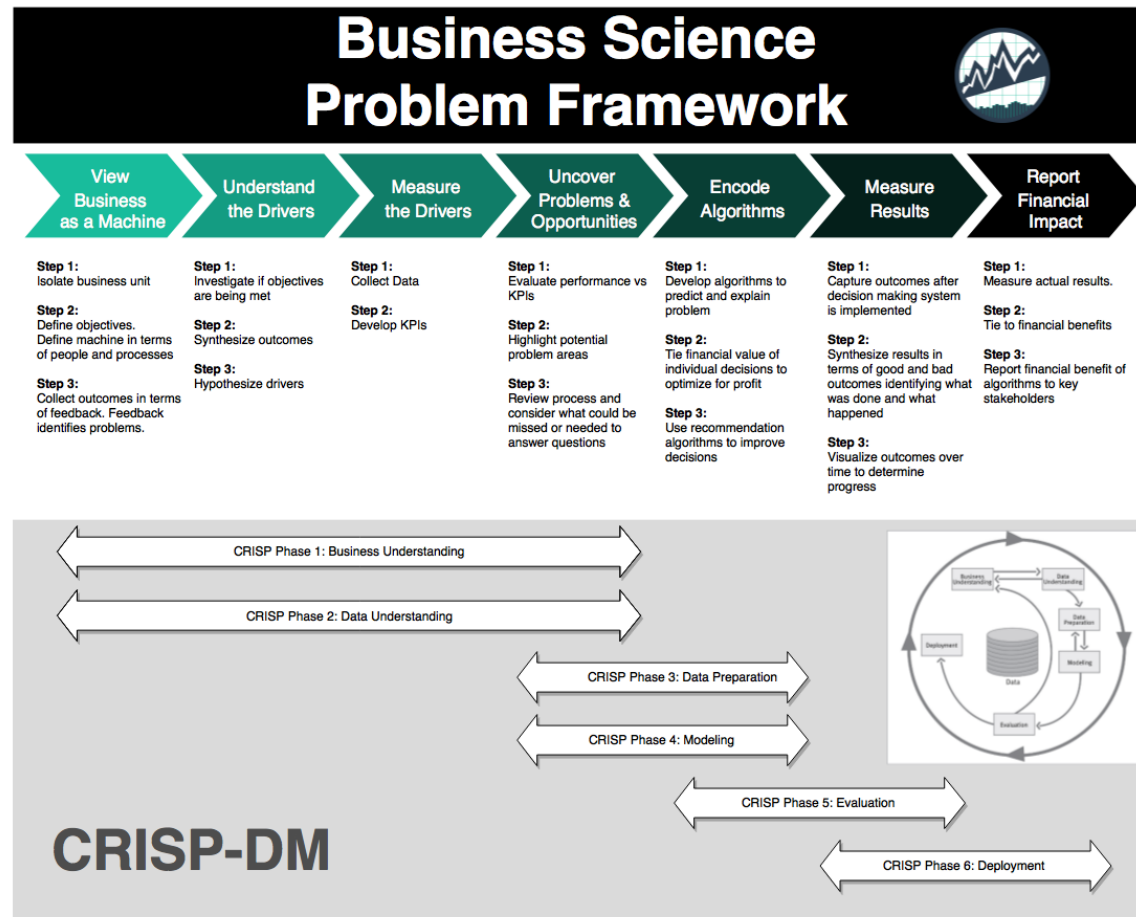 Business Science
Problem Framework
View
Business
as a Machine
Understand
the Drivers
Measure
the Drivers
Uncover
Problems &
Opportunities
Encode
Algorithms
Measure
Results
Report
Financial
Impact
Step 1:
Isolate business unit
Step 2:
Define objectives.
Define machine in terms
of people and processes
Step 3:
Collect outcomes in terms
of feedback. Feedback
identifies problems.
Step 1:
Investigate if objectives
are being met
Step 2:
Synthesize outcomes
Step 3:
Hypothesize drivers
Step 1:
Collect Data
Step 2:
Develop KPIs
Step 1:
Evaluate performance vs
KPIs
Step 2:
Highlight potential
problem areas
Step 3:
Review process and
consider what could be
missed or needed to
answer questions
Step 1:
Develop algorithms to
predict and explain
problem
Step 2:
Tie financial value of
individual decisions to
optimize for profit
Step 3:
Use recommendation
algorithms to improve
decisions
Step 1:
Capture outcomes after
decision making system
is implemented
Step 2:
Synthesize results in
terms of good and bad
outcomes identifying what
was done and what
happened
Step 3:
Visualize outcomes over
time to determine
progress
Step 1:
Measure actual results.
Step 2:
Tie to financial benefits
Step 3:
Report financial benefit of
algorithms to key
stakeholders
CRISP Phase 1: Business Understanding
CRISP Phase 2: Data Understanding
CRISP Phase 3: Data Preparation
CRISP Phase 4: Modeling
CRISP Phase 5: Evaluation
CRISP Phase 6: Deployment
Business
Understanding
Data
Understanding
Data
Preparation
Modeling
Deployment
Data
Evaluation
CRISP-DM